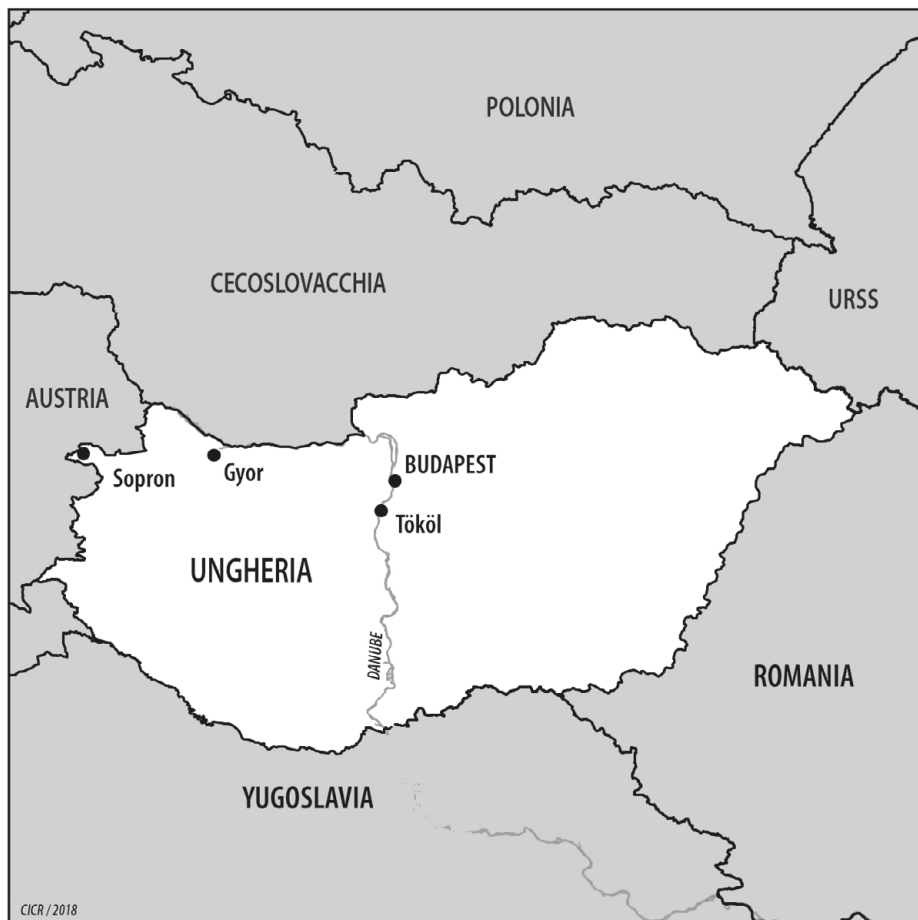 POLONIA
CECOSLOVACCHIA
URSS
AUSTRIA
Sopron
Gyor
BUDAPEST
Tököl
UNGHERIA
DANUBE
ROMANIA
YUGOSLAVIA
CICR / 2018